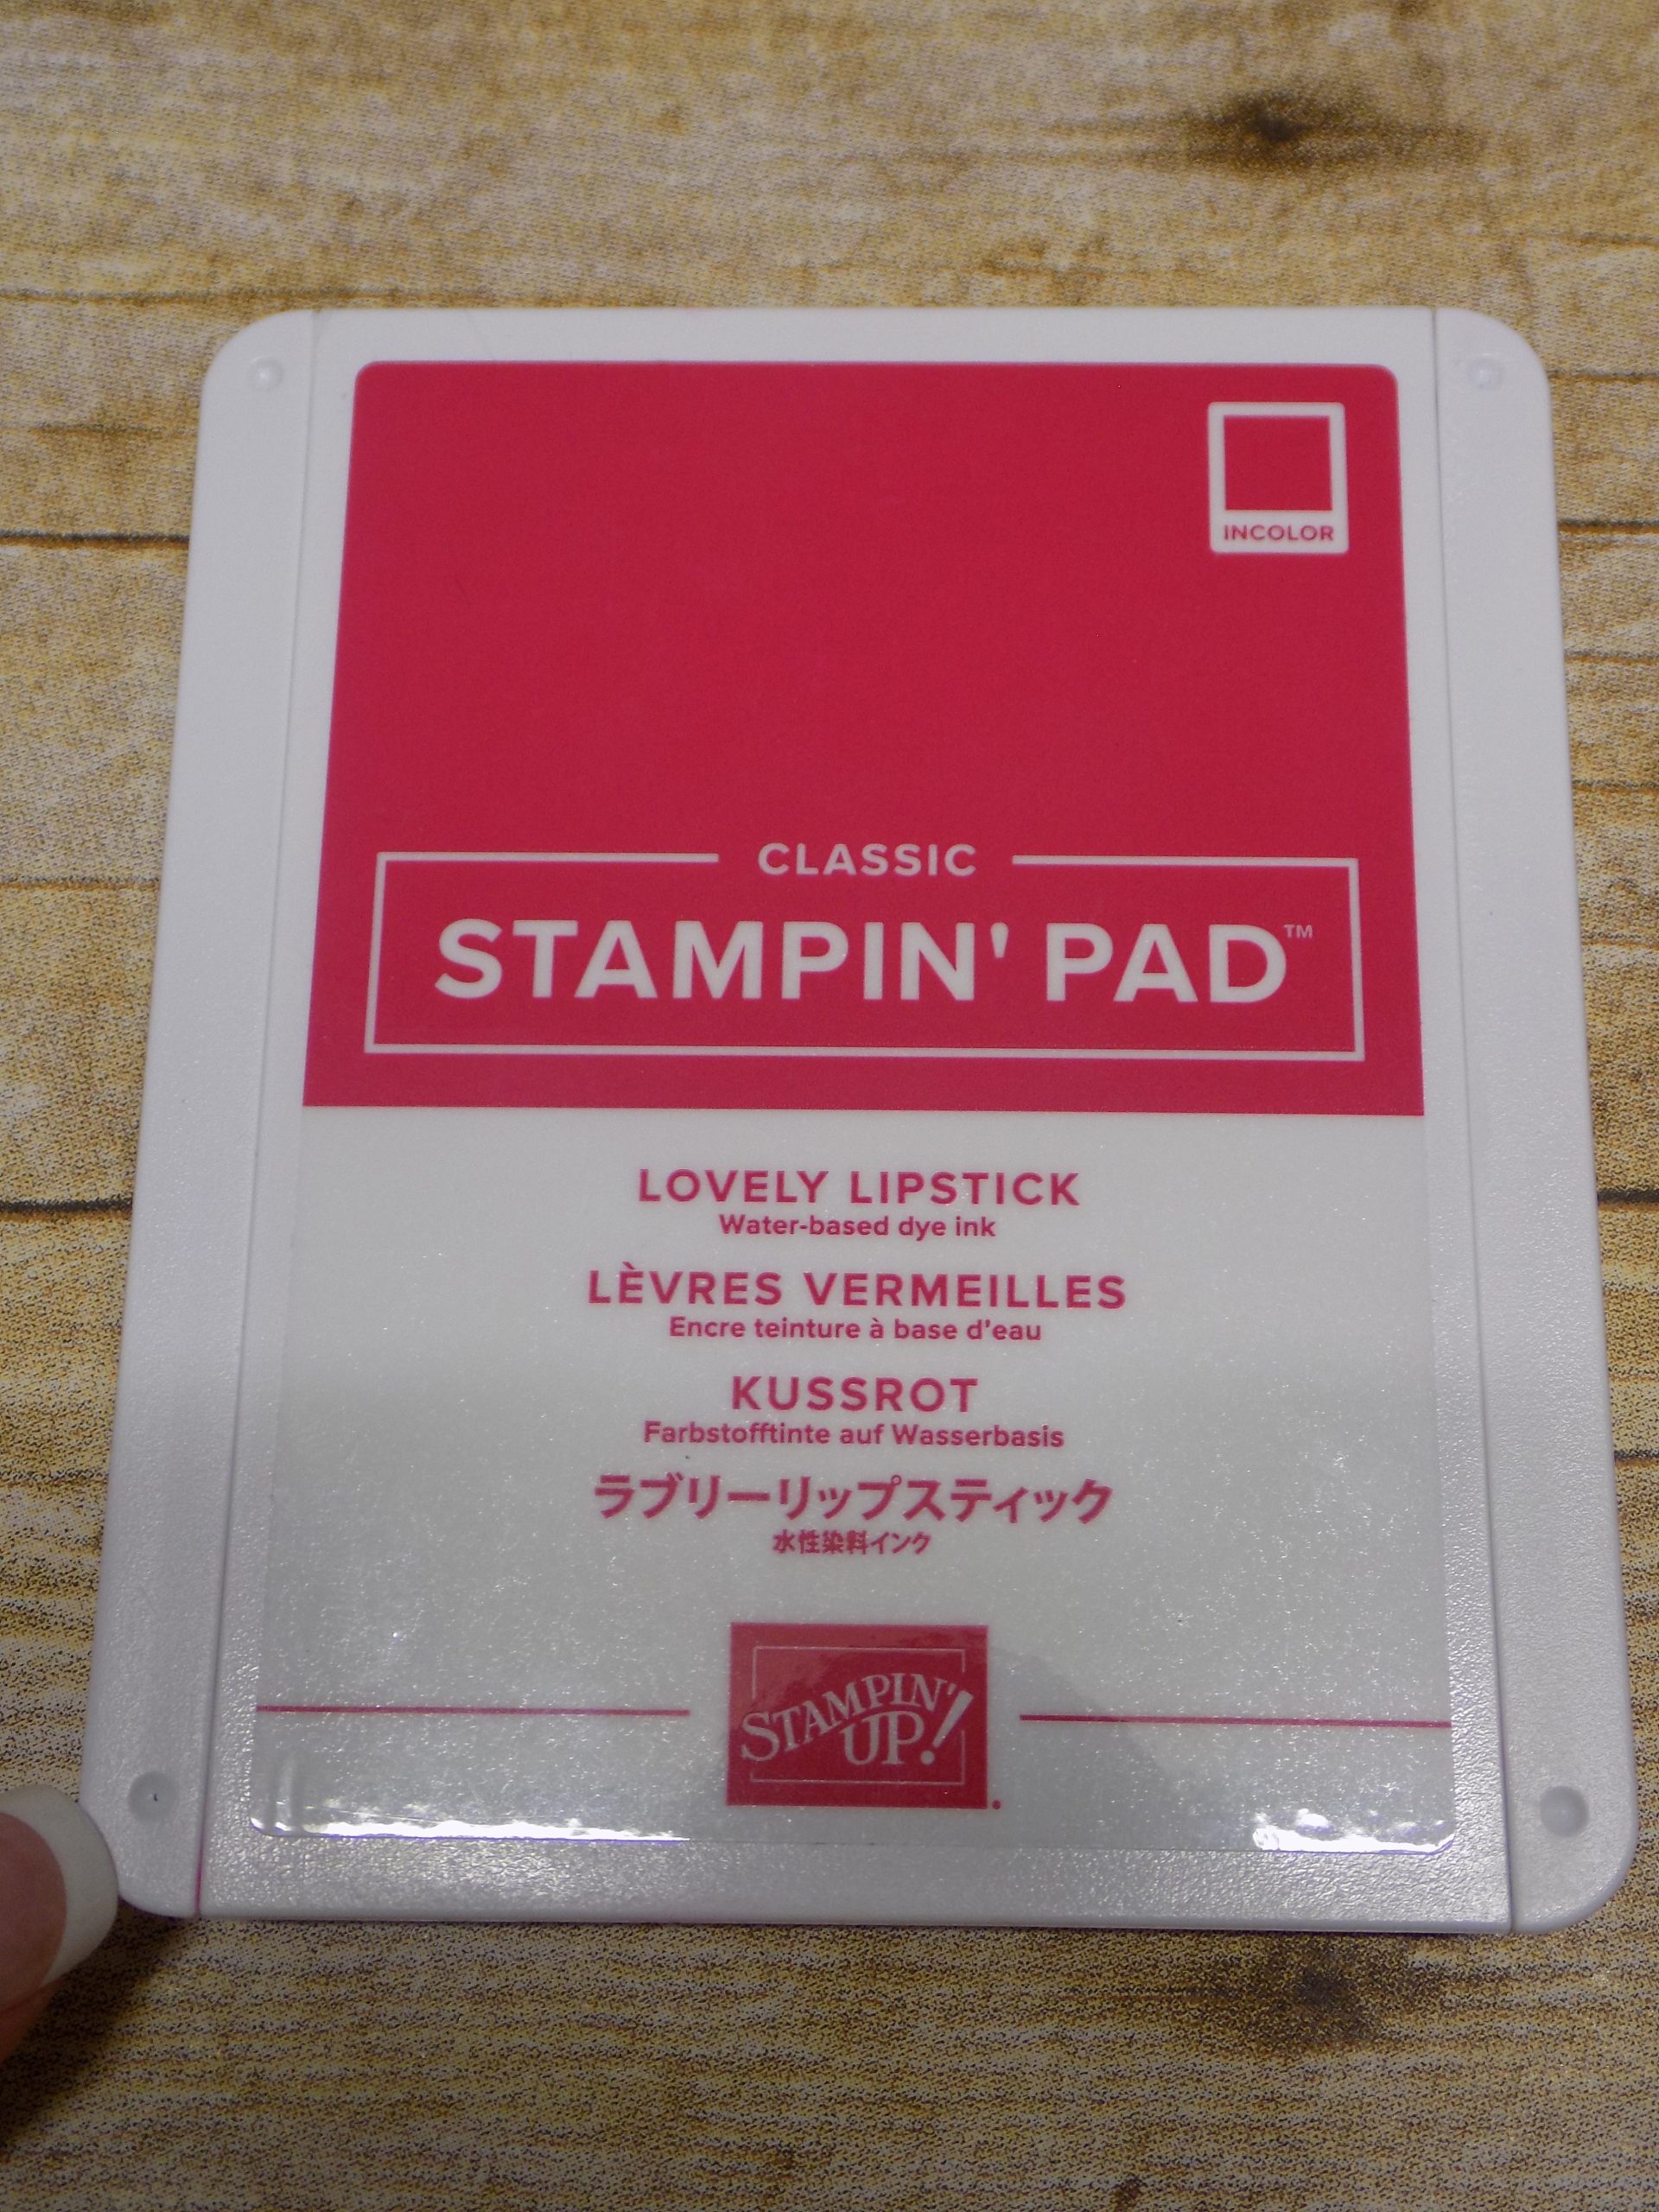 INCOLOR
CLASSIC
STAMPIN' PAD™
LOVELY LIPSTICK
Water-based dye ink
LÈVRES VERMEILLES
Encre teinture à base d'eau
KUSSROT
Farbstofftinte auf Wasserbasis
ラブリーリップスティック
水性染料インク
STAMPIN'
UP!